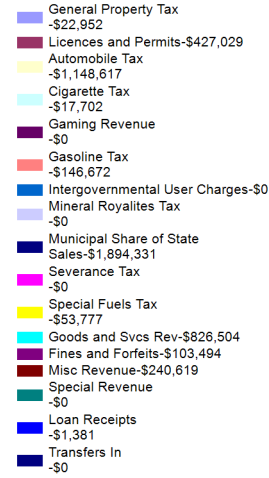 General Property Tax
-$22,952
Licences and Permits-$427,029
Automobile Tax
-$1,148,617
Cigarette Tax
-$17,702
Gaming Revenue
-$0
Gasoline Tax
-$146,672
Intergovernmental User Charges-$0
Mineral Royalites Tax
-$0
Municipal Share of State
Sales-$1,894,331
Severance Tax
-$0
Special Fuels Tax
-$53,777
Goods and Svcs Rev-$826,504
Fines and Forfeits-$103,494
Misc Revenue-$240,619
Special Revenue
-$0
Loan Receipts
-$1,381
Transfers In
-$0